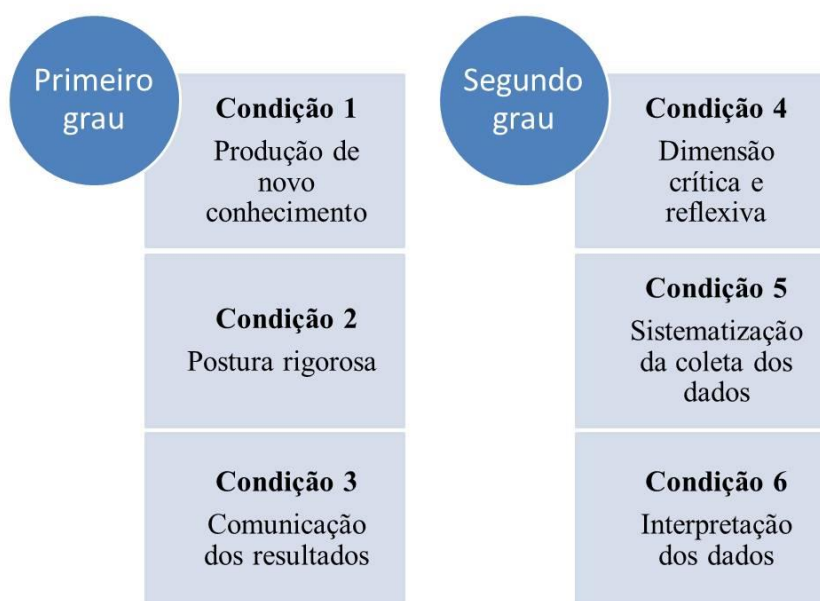 Primeiro
grau
Condição 1
Produção de
novo
conhecimento
Condição 2
Postura rigorosa
Condição 3
Comunicação
dos resultados
Segundo
grau
Condição 4
Dimensão
crítica e
reflexiva
Condição 5
Sistematização
da coleta dos
dados
Condição 6
Interpretação
dos dados